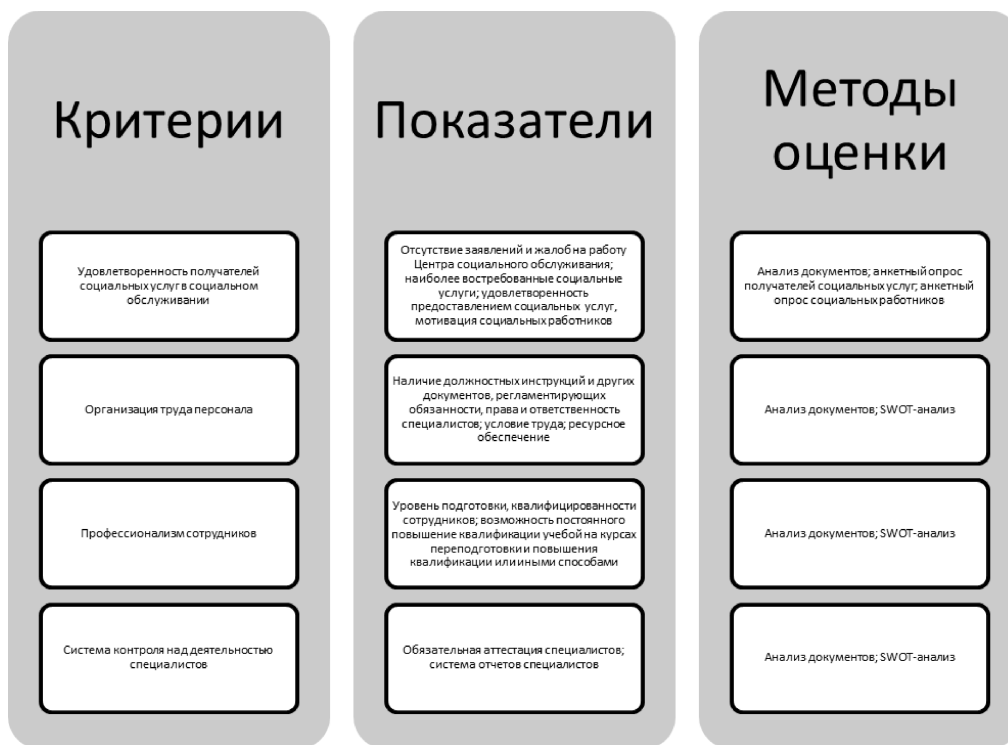 Критерии
Удовлетворенность получателей
социальных услуг в социальном
обслуживании
Организация труда персонала
Профессионализм сотрудников
Система контроля над деятельностью
специалистов
Показатели
Отсутствие заявлений и жалоб на работу
Центра социального обслуживания;
наиболее востребованные социальные
услуги; удовлетворенность
предоставлением социальных услуг,
мотивация социальных работников
Наличие должностных инструкций и других
документов, регламентирующих
обязанности, права и ответственность
специалистов; условие труда; ресурсное
обеспечение
Уровень подготовки, квалифицированности
сотрудников; возможность постоянного
повышение квалификации учебой на курсах
переподготовки и повышения
квалификации или иными способами
Обязательная аттестация специалистов;
система отчетов специалистов
Методы
оценки
Анализ документов; анкетный опрос
получателей социальных услуг; анкетный
опрос социальных работников
Анализ документов; SWOT-анализ
Анализ документов; SWOT-анализ
Анализ документов; SWOT-анализ